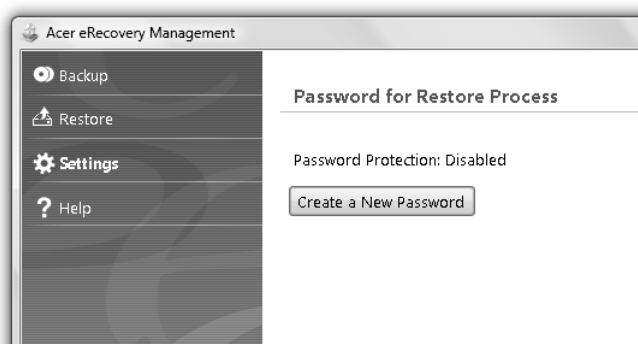 Acer eRecovery Management
Backup
Restore
Settings
? Help
Password for Restore Process
Password Protection: Disabled
Create a New Password